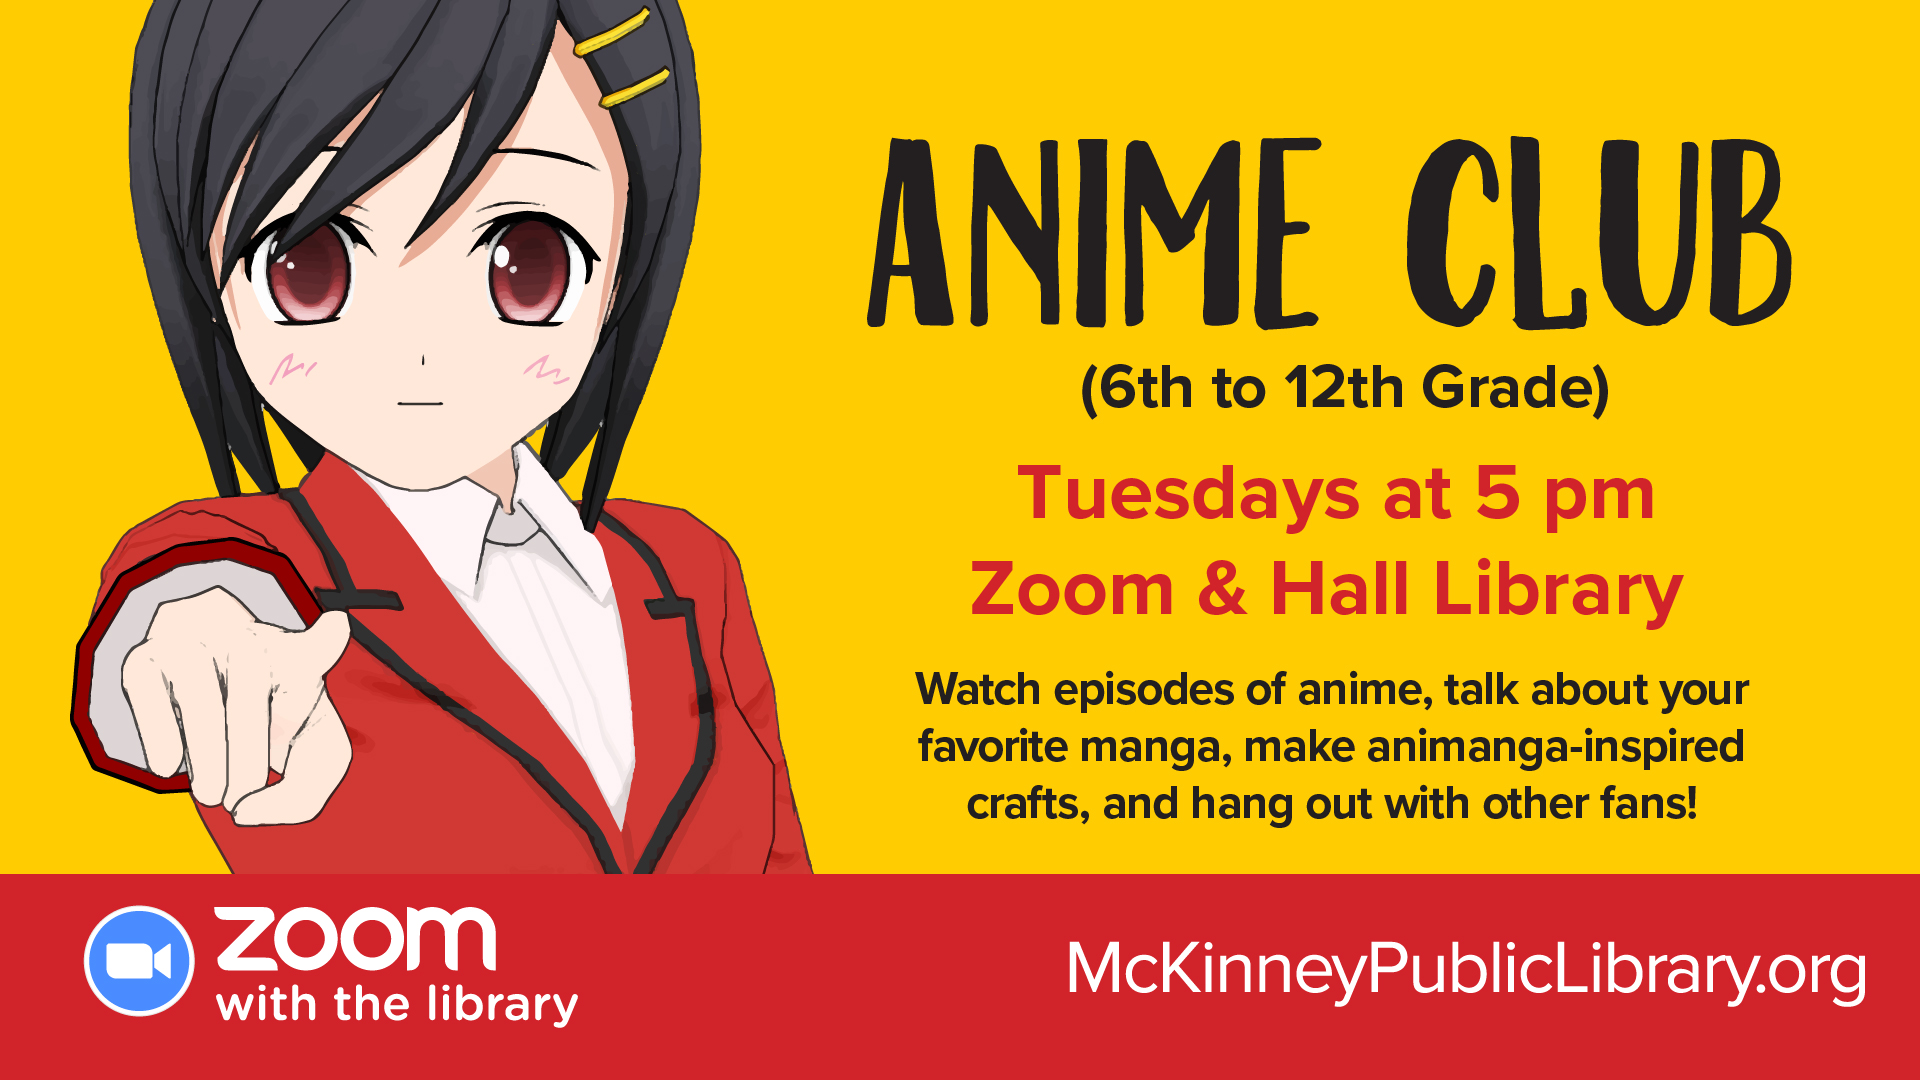 ANIME CLUB
(6th to 12th Grade)
Tuesdays at 5 pm
Zoom & Hall Library
Watch episodes of anime, talk about your
favorite manga, make animanga-inspired
crafts, and hang out with other fans!
zoom
with the library
McKinneyPublicLibrary.org